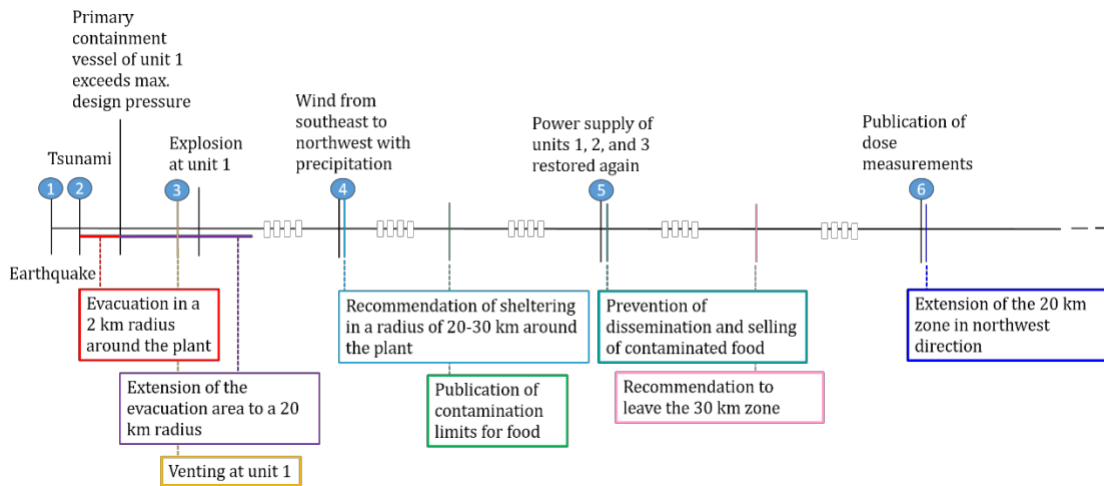 Primary
containment
vessel of unit 1
exceeds max.
design pressure
Tsunami
Explosion
at unit 1
Wind from
southeast to
northwest with
precipitation
Power supply of
units 1, 2, and 3
restored again
Publication of
dose
measurements
1
2
3
4
5
6
Earthquake
Evacuation in a
2 km radius
around the plant
Recommendation of sheltering
in a radius of 20-30 km around
the plant
Prevention of
dissemination and selling
of contaminated food
Extension of the 20 km
zone in northwest
direction
Extension of the
evacuation area to a 20
km radius
Publication of
contamination
limits for food
Recommendation to
leave the 30 km zone
Venting at unit 1